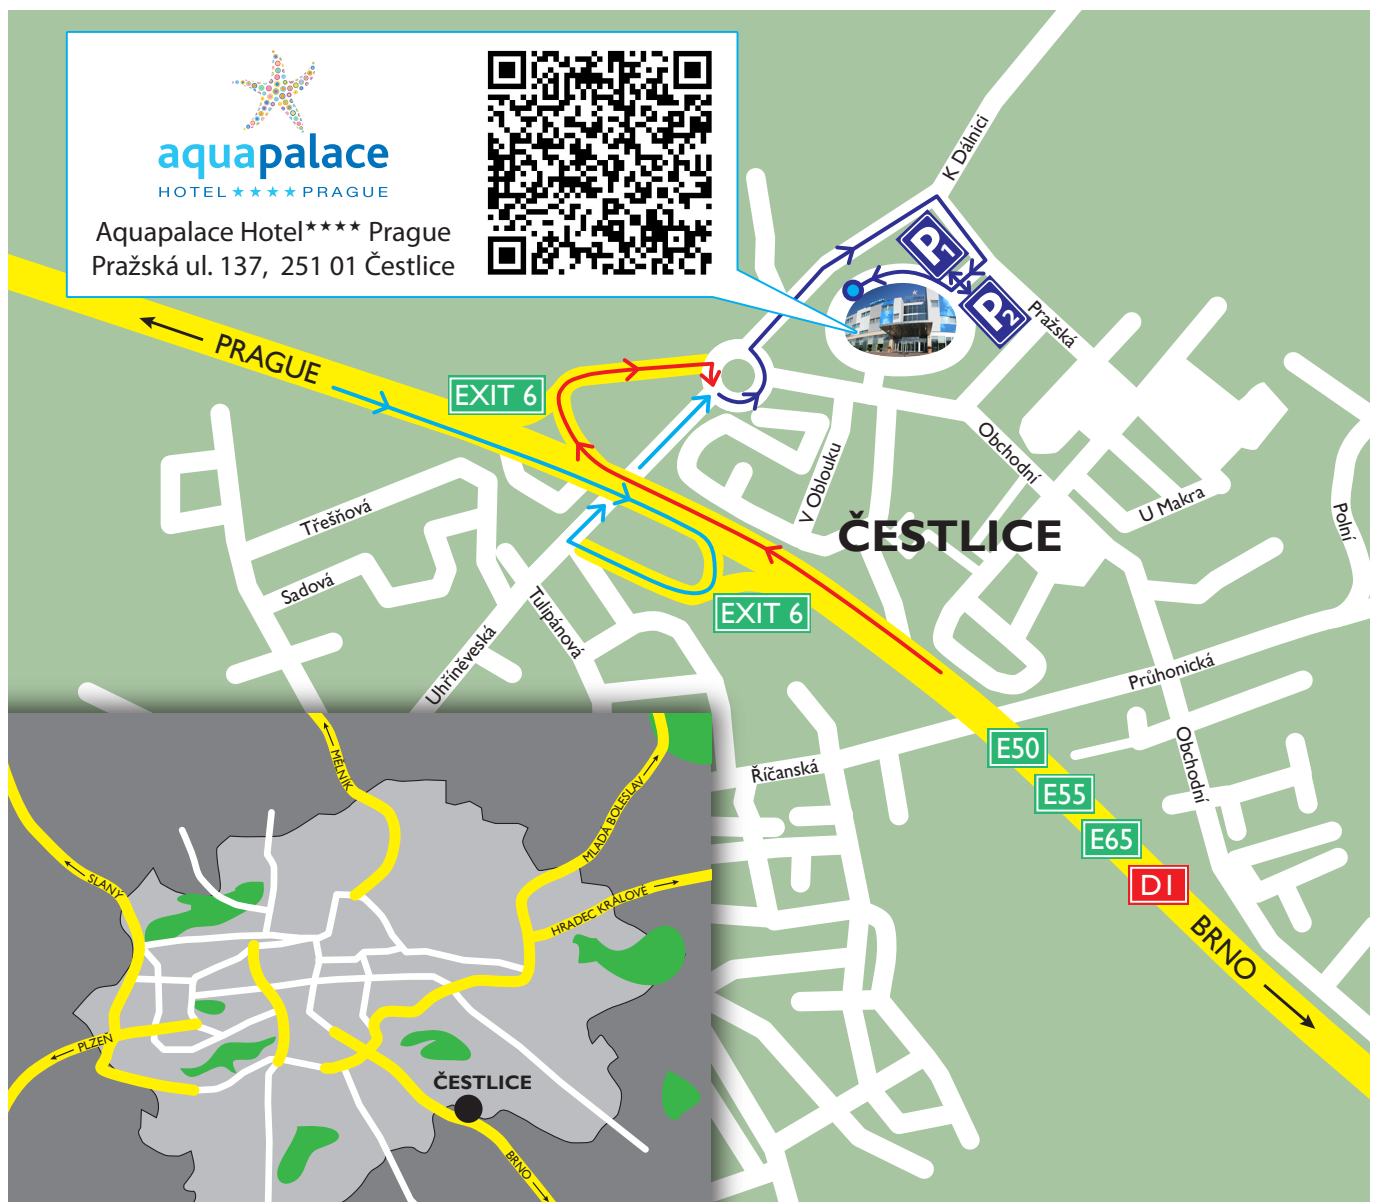 aquapalace
HOTEL ★★★★ PRAGUE
Aquapalace Hotel★★★★ Prague
Pražská ul. 137, 251 01 Čestlice
K Dálnici
P1
P2
Pražská
PRAGUE
EXIT 6
Obchodní
V Oblouku
U Makra
Polní
Třešňová
ČESTLICE
Sadová
Tulipánová
EXIT 6
Uhříněveská
Průhonická
E50
Obchodní
Říčanská
E55
E65
D1
BRNO
MĚLNÍK
MLADÁ BOLESLAV
SLANÝ
HRADEC KRÁLOVÉ
PLZEŇ
ČESTLICE
BRNO